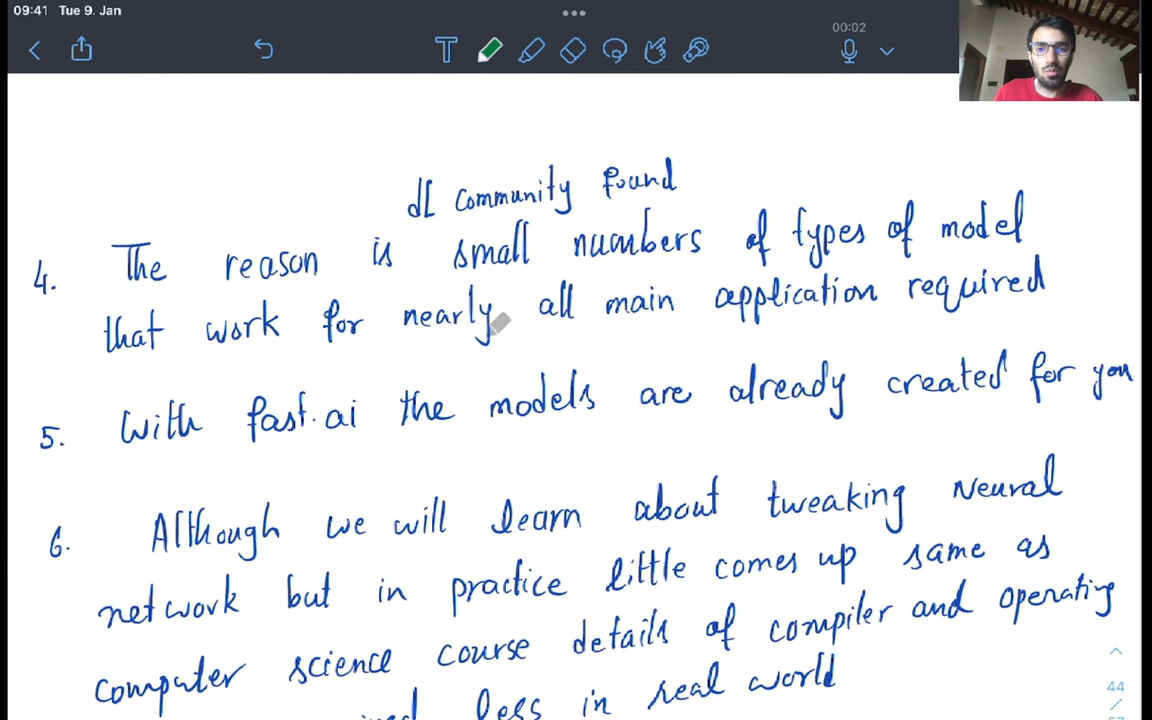 09:41 Tue 9. Jan
00:02
T
dL community found
4. The reason is small numbers of types of model
that work for nearly all main application required
5. With fast.ai the models are already created for you
6. Although we will learn about tweaking Neural
network but in practice little comes up same as
computer science course details of compiler and operating
less in real world
44